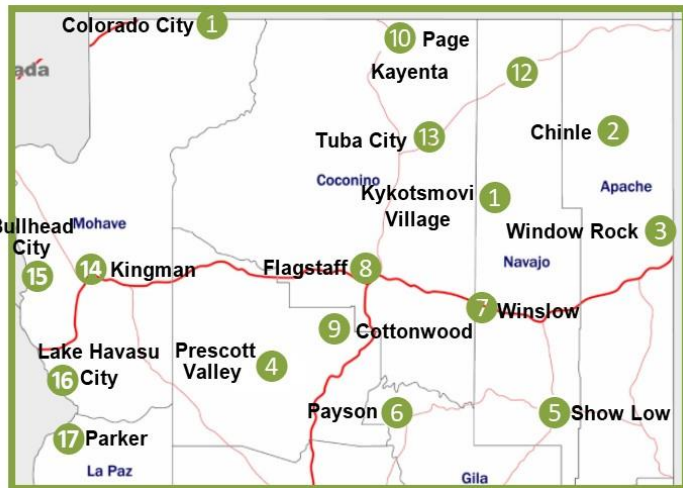 Colorado City 1
10 Page
ada
Kayenta 12
Tuba City 13
Chinle 2
Coconino
Kykotsmovi 1
Village
Apache
Mohave
Bullhead
City
Window Rock 3
Navajo
15
14 Kingman
Flagstaff 8
7 Winslow
9 Cottonwood
Lake Havasu
16 City
Prescott
Valley 4
Payson 6
5 Show Low
17 Parker
La Paz
Gila